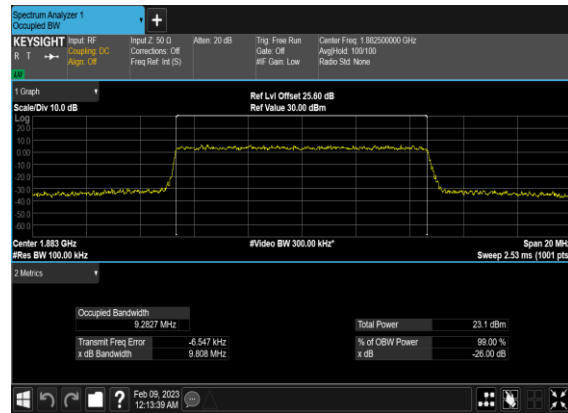 Spectrum Analyzer 1
Occupied BW
+
KEYSIGHT Input: RF Input Z: 50 Ω Atten: 20 dB Trig: Free Run Center Freq: 1.882500000 GHz
R T Coupling: DC Corrections: Off Gate: Off Avg|Hold: 100/100
Align: Off Freq Ref: Int (S) #IF Gain: Low Radio Std: None
1 Graph Ref Lvl Offset 25.60 dB
Scale/Div 10.0 dB Ref Value 30.00 dBm
Log
20.0
10.0
0.00
-10.0
-20.0
-30.0
-40.0
-50.0
-60.0
Center 1.883 GHz #Video BW 300.00 kHz* Span 20 MHz
#Res BW 100.00 kHz Sweep 2.53 ms (1001 pts
2 Metrics
Occupied Bandwidth
9.2827 MHz Total Power 23.1 dBm
Transmit Freq Error -6.547 kHz % of OBW Power 99.00 %
x dB Bandwidth 9.808 MHz x dB -26.00 dB
? Feb 09, 2023
12:13:39 AM